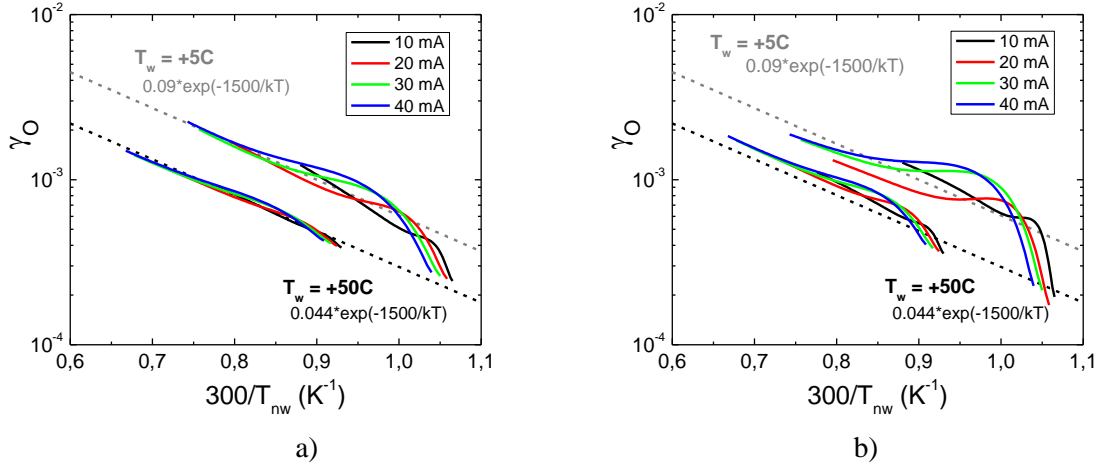 10⁻²
T_w = +5C
0.09*exp(-1500/kT)
10 mA
20 mA
30 mA
40 mA
γ_O
10⁻³
T_w = +50C
0.044*exp(-1500/kT)
10⁻⁴
0,6 0,7 0,8 0,9 1,0 1,1
300/T_nw (K⁻¹)
a)
10⁻²
T_w = +5C
0.09*exp(-1500/kT)
10 mA
20 mA
30 mA
40 mA
γ_O
10⁻³
T_w = +50C
0.044*exp(-1500/kT)
10⁻⁴
0,6 0,7 0,8 0,9 1,0 1,1
300/T_nw (K⁻¹)
b)